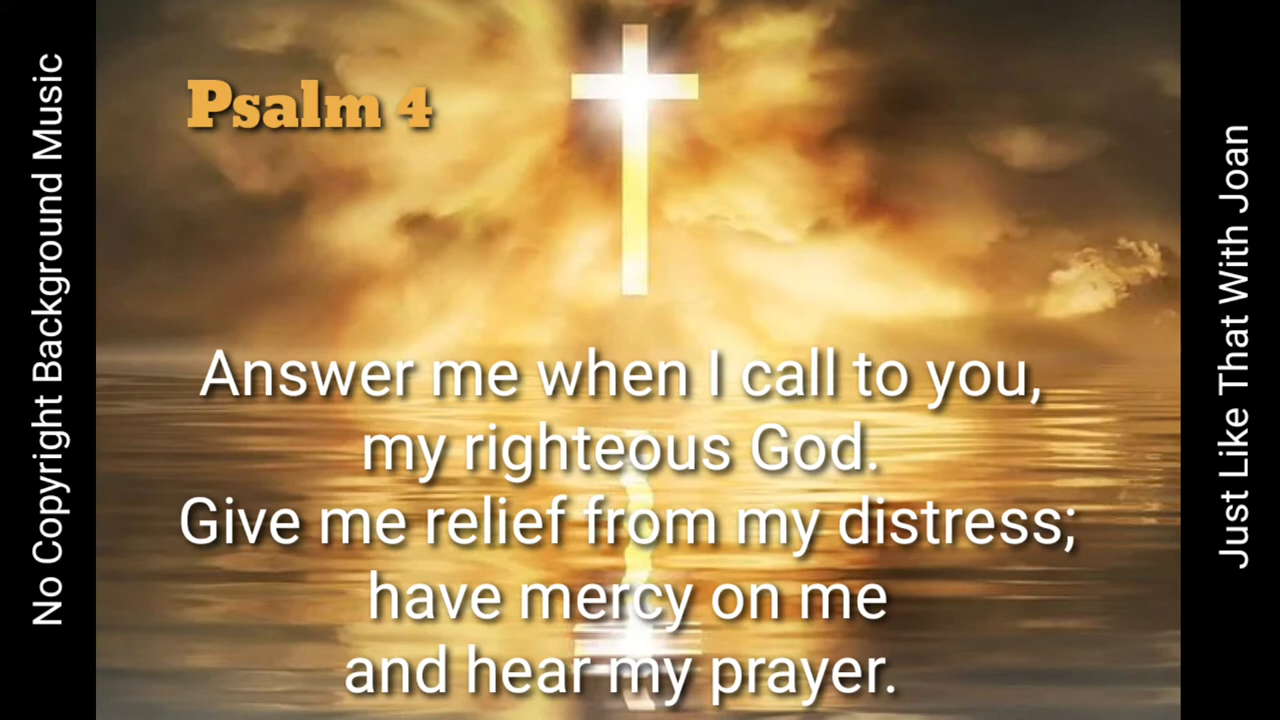 No Copyright Background Music
Psalm 4
Answer me when I call to you,
my righteous God.
Give me relief from my distress;
have mercy on me
and hear my prayer.
Just Like That With Joan